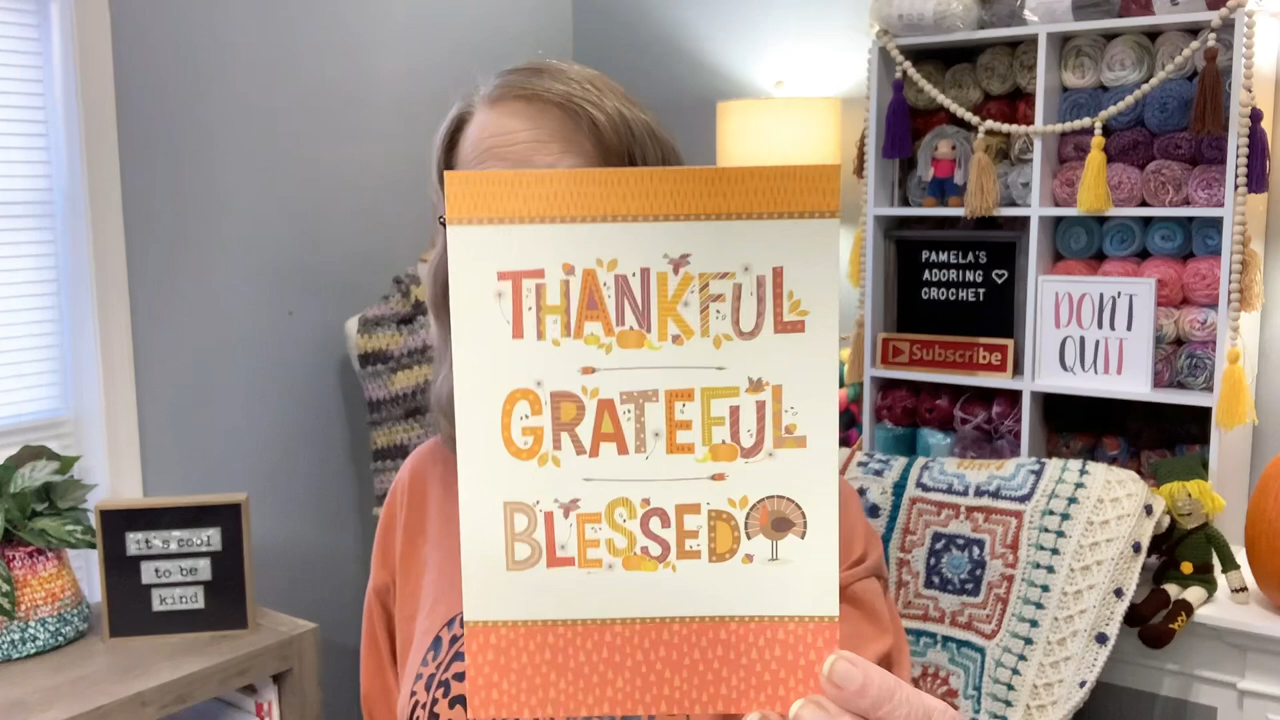 THANKFUL
GRATEFUL
BLESSED
PAMELA'S
ADORING
CROCHET
Subscribe
DON'T
QUIT
it's cool
to be
kind